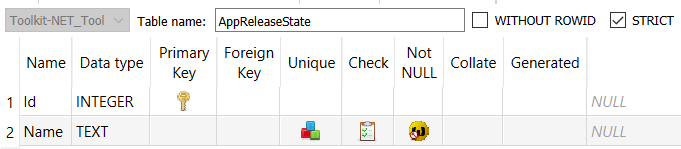 Toolkit-NET_Tool Table name: AppReleaseState WITHOUT ROWID STRICT
Name Data type Primary Key Foreign Key Unique Check Not NULL Collate Generated
1 Id INTEGER NULL
2 Name TEXT NULL